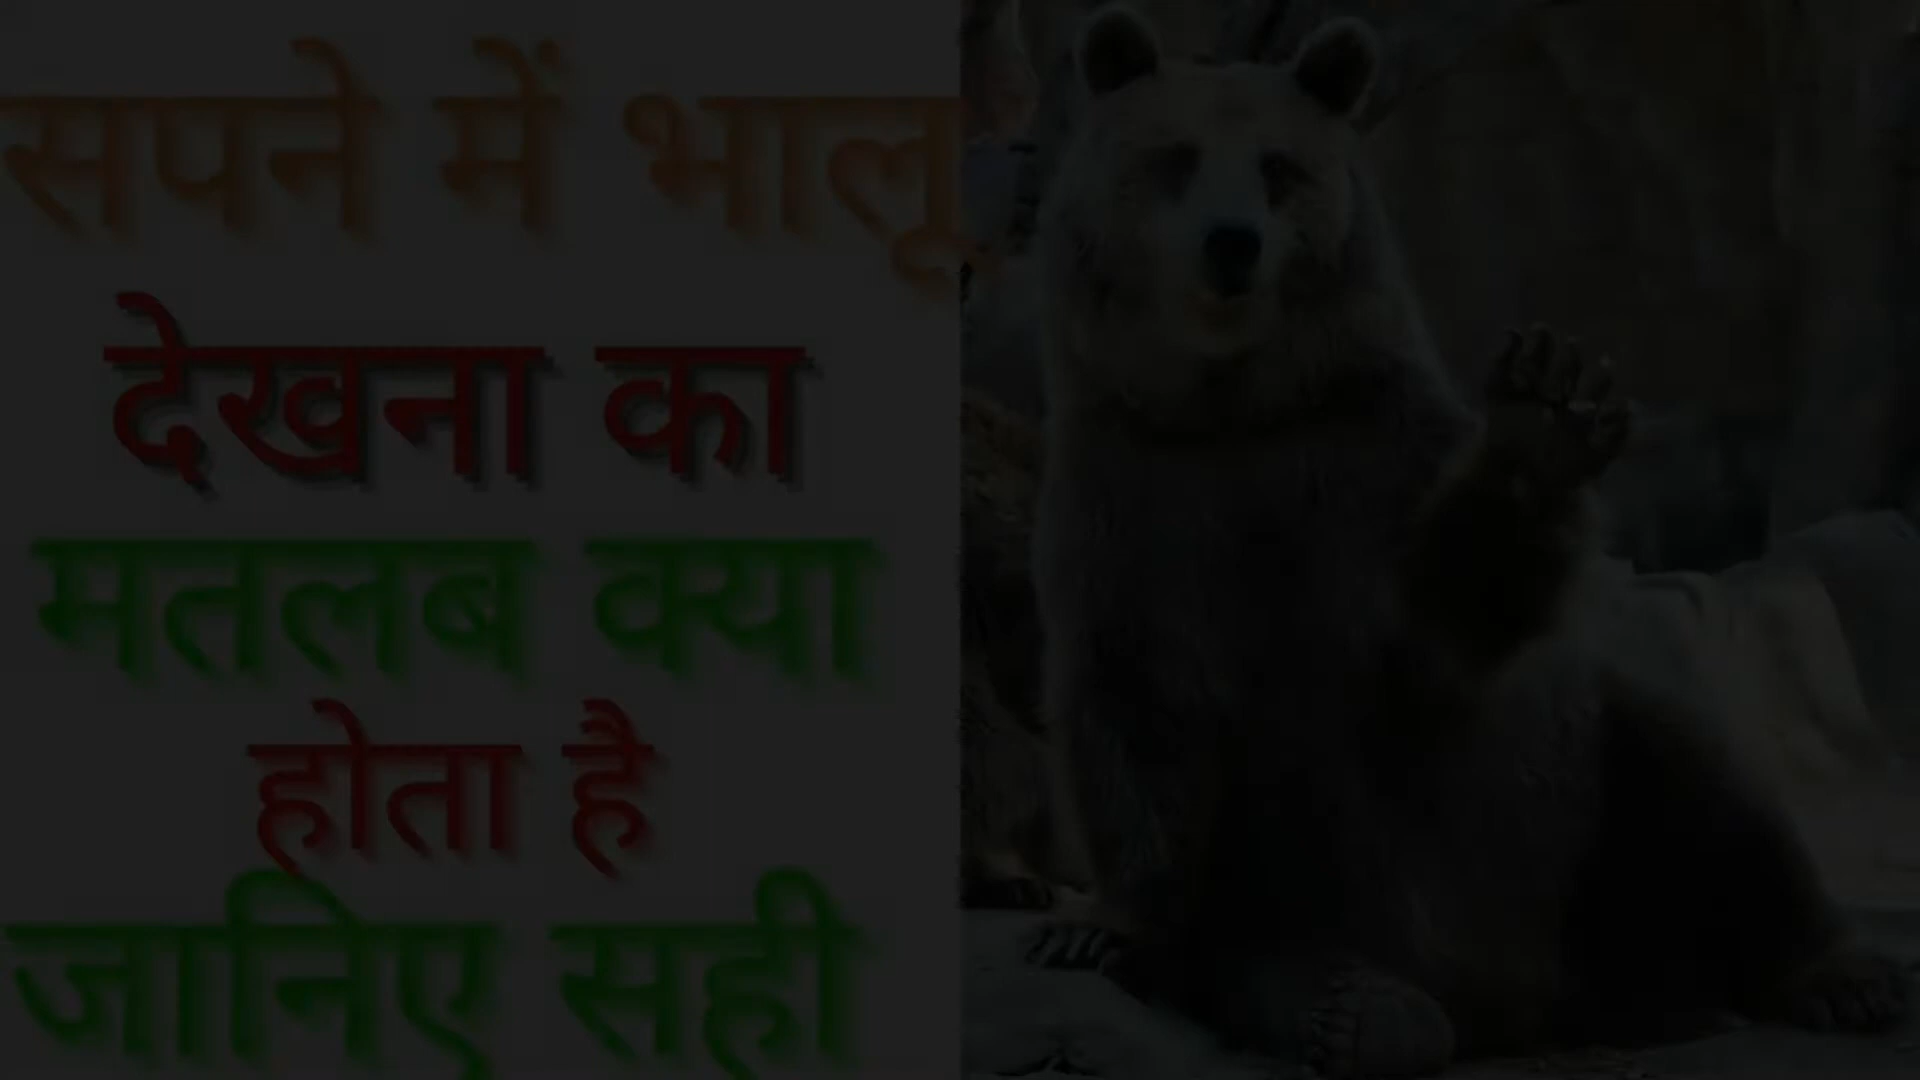 सपने में भालू
देखना का
मतलब क्या
होता है
जानिए सही